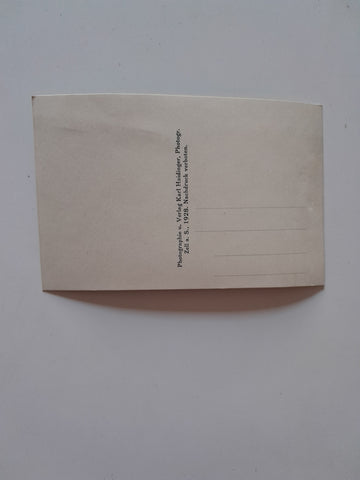 Photographie u. Verlag Karl Haidinger, Photogr.
Zell a. S., 1928. Nachdruck verboten.